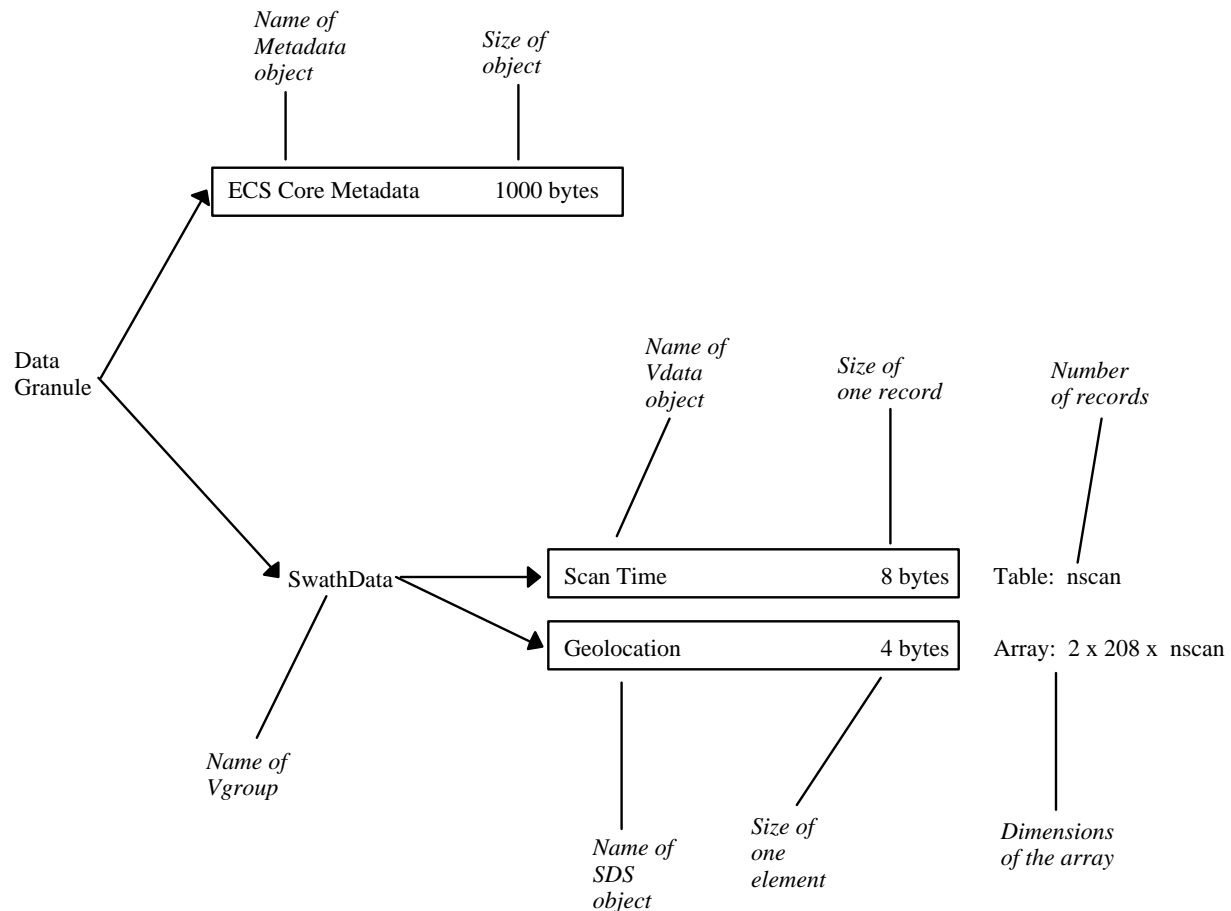 Name of
Metadata
object
Size of
object
ECS Core Metadata 1000 bytes
Data
Granule
Name of
Vdata
object
Size of
one record
Number
of records
SwathData
Scan Time 8 bytes Table: nscan
Geolocation 4 bytes Array: 2 x 208 x nscan
Name of
Vgroup
Name of
SDS
object
Size of
one
element
Dimensions
of the array